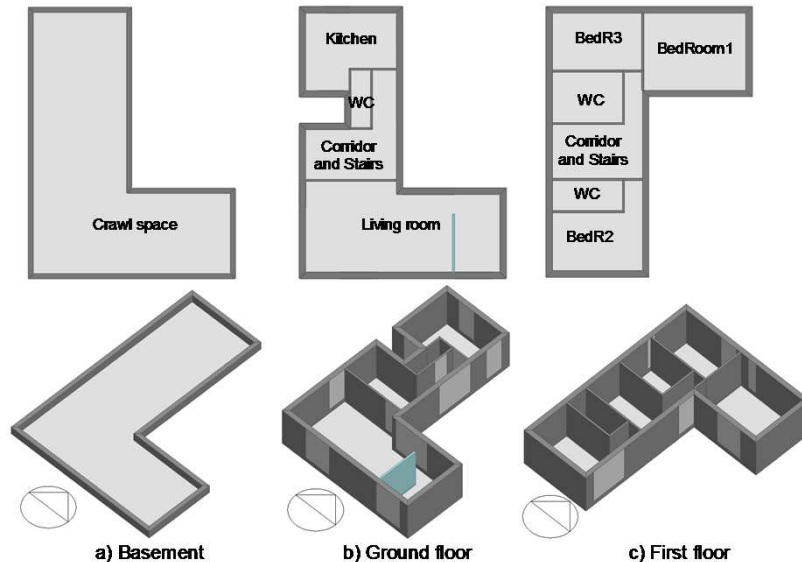 Kitchen
BedR3
BedRoom1
WC
WC
Corridor
and Stairs
Corridor
and Stairs
WC
Crawl space
Living room
BedR2
a) Basement
b) Ground floor
c) First floor